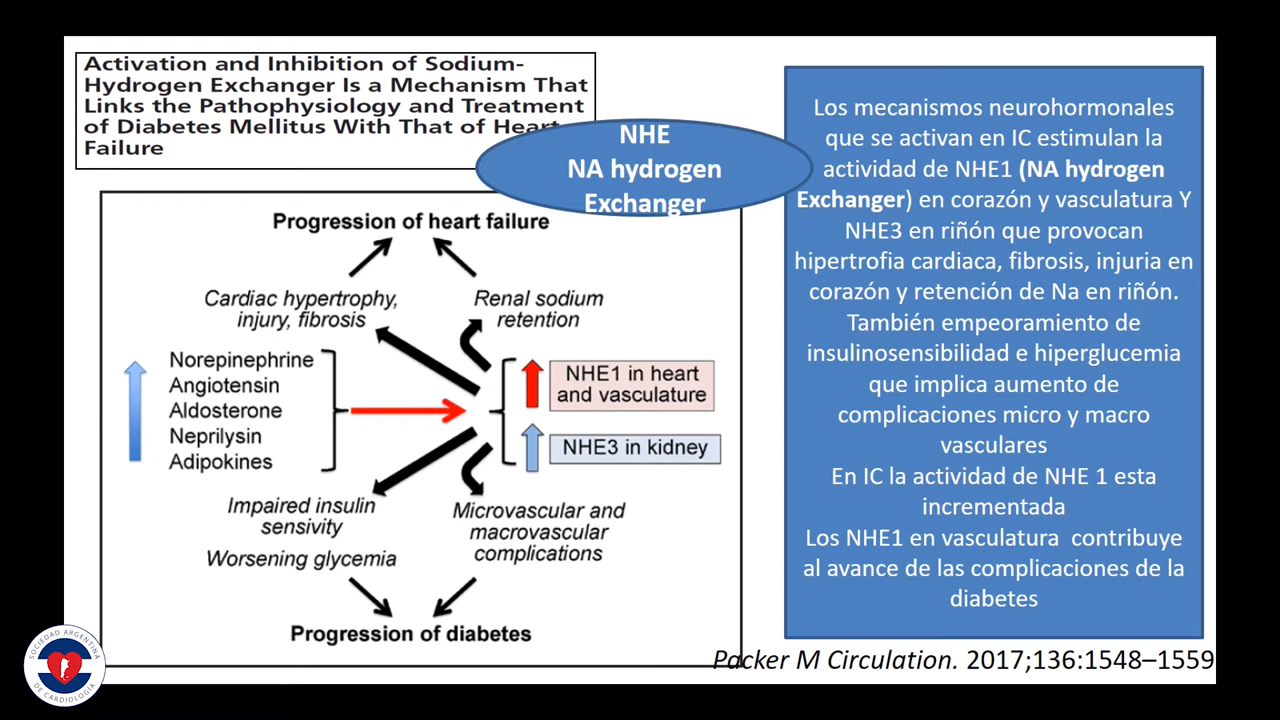 Activation and Inhibition of Sodium-
Hydrogen Exchanger Is a Mechanism That
Links the Pathophysiology and Treatment
of Diabetes Mellitus With That of Heart
Failure
NHE
NA hydrogen
Exchanger
Progression of heart failure
Cardiac hypertrophy,
injury, fibrosis
Renal sodium
retention
Norepinephrine
Angiotensin
Aldosterone
Neprilysin
Adipokines
NHE1 in heart
and vasculature
NHE3 in kidney
Impaired insulin
sensivity
Worsening glycemia
Microvascular and
macrovascular
complications
Progression of diabetes
Los mecanismos neurohormonales
que se activan en IC estimulan la
actividad de NHE1 (NA hydrogen
Exchanger) en corazón y vasculatura Y
NHE3 en riñón que provocan
hipertrofia cardiaca, fibrosis, injuria en
corazón y retención de Na en riñón.
También empeoramiento de
insulinosensibilidad e hiperglucemia
que implica aumento de
complicaciones micro y macro
vasculares
En IC la actividad de NHE 1 esta
incrementada
Los NHE1 en vasculatura contribuye
al avance de las complicaciones de la
diabetes
Packer M Circulation. 2017;136:1548–1559
SOCIEDAD ARGENTINA
DE CARDIOLOGÍA